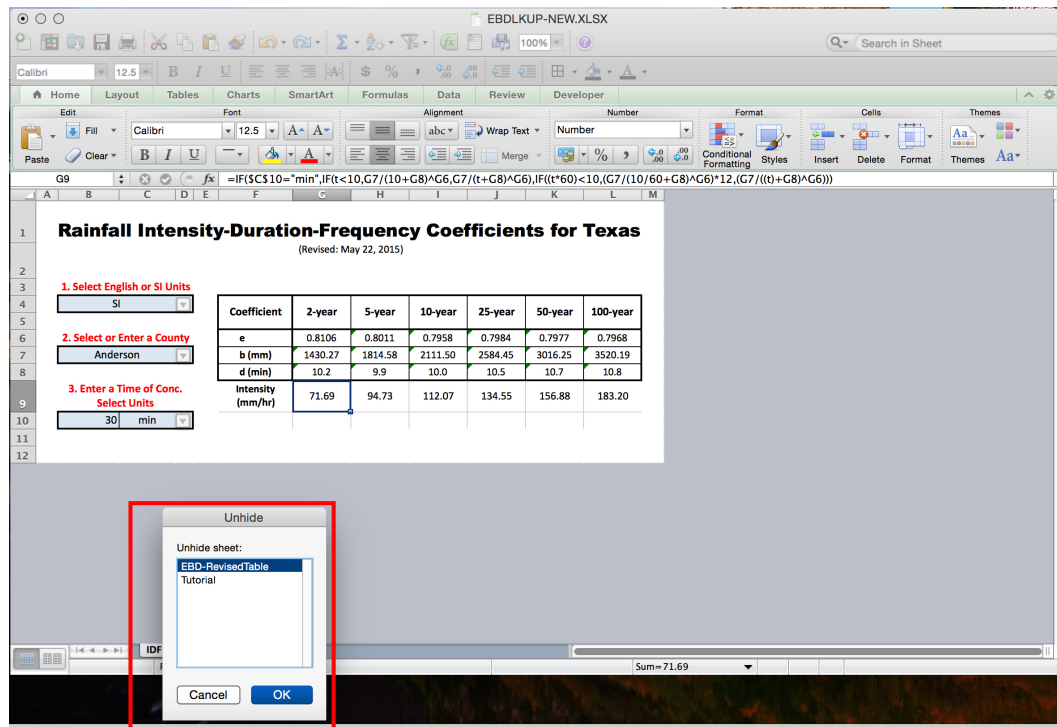 EBDLKUP-NEW.XLSX
100%
Search in Sheet
Calibri 12.5 B I U $ %
Home Layout Tables Charts SmartArt Formulas Data Review Developer
Edit Font Alignment Number Format Cells Themes
Fill Calibri 12.5 A A abc Wrap Text Number
Paste Clear B I U A Merge % Conditional Formatting Styles Insert Delete Format Themes Aa
G9 fx =IF($C$10="min",IF(t<10,G7/(10+G8)^G6,G7/(t+G8)^G6),IF((t*60)<10,(G7/(10/60+G8)^G6)*12,(G7/((t)+G8)^G6)))
A B C D E F G H I J K L M
1 Rainfall Intensity-Duration-Frequency Coefficients for Texas
(Revised: May 22, 2015)
2
3 1. Select English or SI Units
4 SI Coefficient 2-year 5-year 10-year 25-year 50-year 100-year
5
6 2. Select or Enter a County e 0.8106 0.8011 0.7958 0.7984 0.7977 0.7968
7 Anderson b (mm) 1430.27 1814.58 2111.50 2584.45 3016.25 3520.19
8 d (min) 10.2 9.9 10.0 10.5 10.7 10.8
3. Enter a Time of Conc. Intensity
9 Select Units (mm/hr) 71.69 94.73 112.07 134.55 156.88 183.20
10 30 min
11
12
Unhide
Unhide sheet:
EBD-RevisedTable
Tutorial
IDF
Sum=71.69
Cancel OK